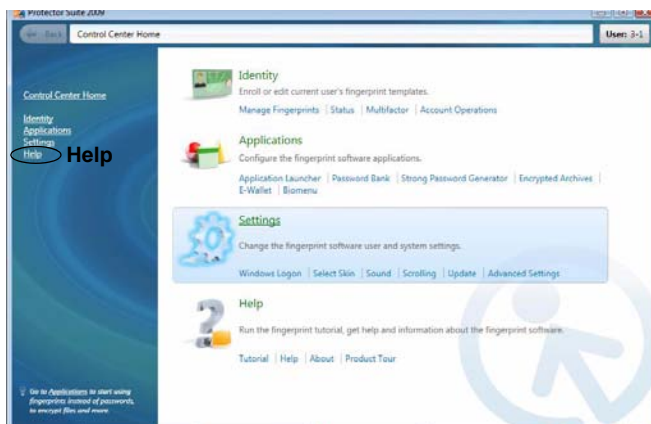 Protector Suite 2009
Back Control Center Home User: 3-1
Control Center Home
Identity
Applications
Settings
Help Help
Go to Applications to start using
fingerprints instead of passwords,
to encrypt files and more.
Identity
Enroll or edit current user's fingerprint templates.
Manage Fingerprints | Status | Multifactor | Account Operations
Applications
Configure the fingerprint software applications.
Application Launcher | Password Bank | Strong Password Generator | Encrypted Archives |
E-Wallet | Biomenu
Settings
Change the fingerprint software user and system settings.
Windows Logon | Select Skin | Sound | Scrolling | Update | Advanced Settings
Help
Run the fingerprint tutorial, get help and information about the fingerprint software.
Tutorial | Help | About | Product Tour